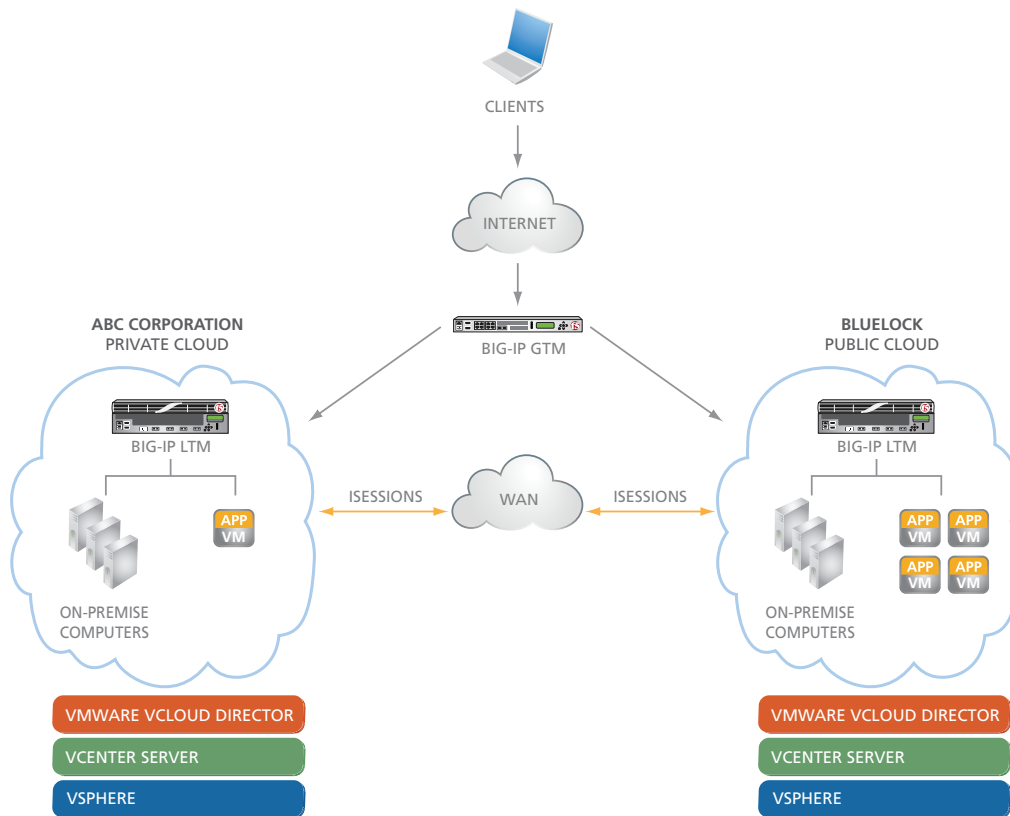 CLIENTS
INTERNET
BIG-IP GTM
ABC CORPORATION
PRIVATE CLOUD
BLUELOCK
PUBLIC CLOUD
BIG-IP LTM
BIG-IP LTM
ISESSIONS
WAN
ISESSIONS
APP
VM
APP
VM
APP
VM
APP
VM
APP
VM
ON-PREMISE
COMPUTERS
ON-PREMISE
COMPUTERS
VMWARE VCLOUD DIRECTOR
VCENTER SERVER
VSPHERE
VMWARE VCLOUD DIRECTOR
VCENTER SERVER
VSPHERE